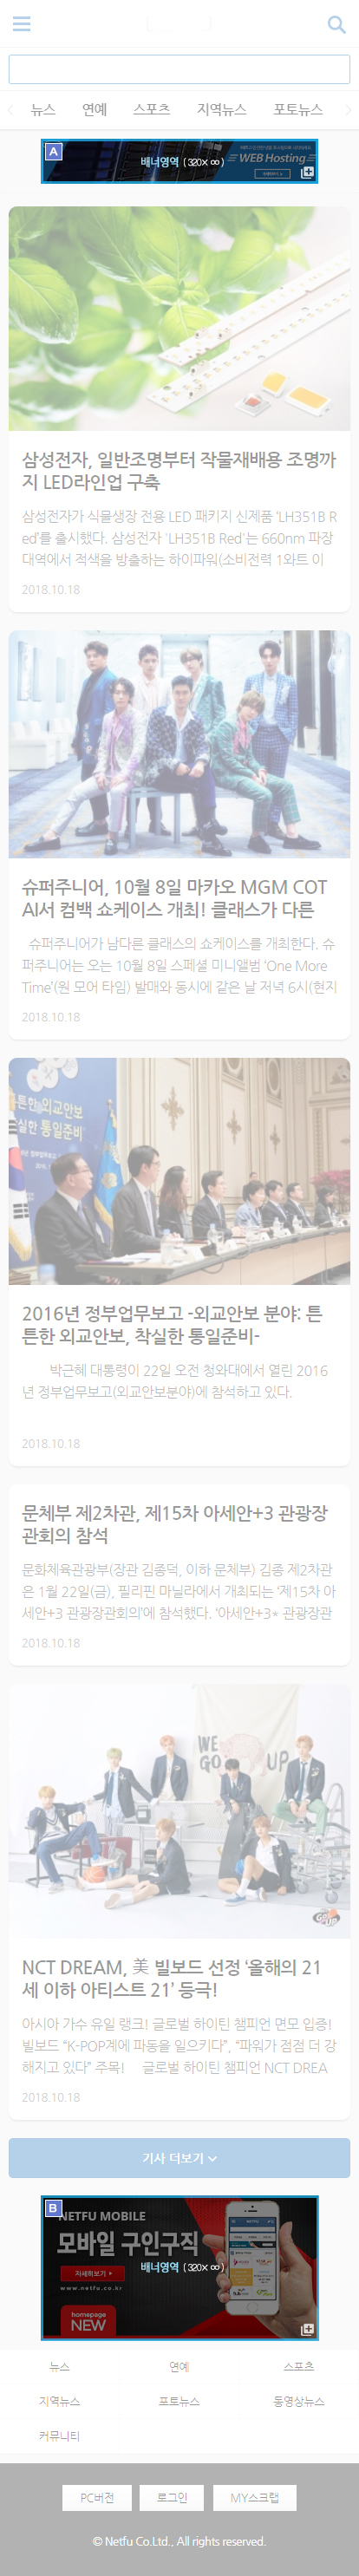 뉴스 연예 스포츠 지역뉴스 포토뉴스
A
배너영역 (320× ∞)
WEB Hosting
삼성전자, 일반조명부터 작물재배용 조명까
지 LED라인업 구축
삼성전자가 식물생장 전용 LED 패키지 신제품 ‘LH351B R
ed’를 출시했다. 삼성전자 ‘LH351B Red’는 660nm 파장
대역에서 적색을 방출하는 하이파워(소비전력 1와트 이
2018.10.18
슈퍼주니어, 10월 8일 마카오 MGM COT
AI서 컴백 쇼케이스 개최! 클래스가 다른
슈퍼주니어가 남다른 클래스의 쇼케이스를 개최한다. 슈
퍼주니어는 오는 10월 8일 스페셜 미니앨범 ‘One More
Time’(원 모어 타임) 발매와 동시에 같은 날 저녁 6시(현지
2018.10.18
튼한 외교안보
실한 통일준비
2016년 정부업무보고 -외교안보 분야: 튼
튼한 외교안보, 착실한 통일준비-
박근혜 대통령이 22일 오전 청와대에서 열린 2016
년 정부업무보고(외교안보분야)에 참석하고 있다.
2018.10.18
문체부 제2차관, 제15차 아세안+3 관광장
관회의 참석
문화체육관광부(장관 김종덕, 이하 문체부) 김종 제2차관
은 1월 22일(금), 필리핀 마닐라에서 개최되는 ‘제15차 아
세안+3 관광장관회의’에 참석했다. ‘아세안+3* 관광장관
2018.10.18
WE
GO UP
NCT DREAM, 美 빌보드 선정 ‘올해의 21
세 이하 아티스트 21’ 등극!
아시아 가수 유일 랭크! 글로벌 하이틴 챔피언 면모 입증!
빌보드 “K-POP계에 파동을 일으키다”, “파워가 점점 더 강
해지고 있다” 주목! 글로벌 하이틴 챔피언 NCT DREA
2018.10.18
기사 더보기
B
NETFU MOBILE
모바일 구인구직
배너영역 (320× ∞)
자세히보기
www.netfu.co.kr
homepage
NEW
뉴스 연예 스포츠
지역뉴스 포토뉴스 동영상뉴스
커뮤니티
PC버전 로그인 MY스크랩
© Netfu Co.Ltd., All rights reserved.